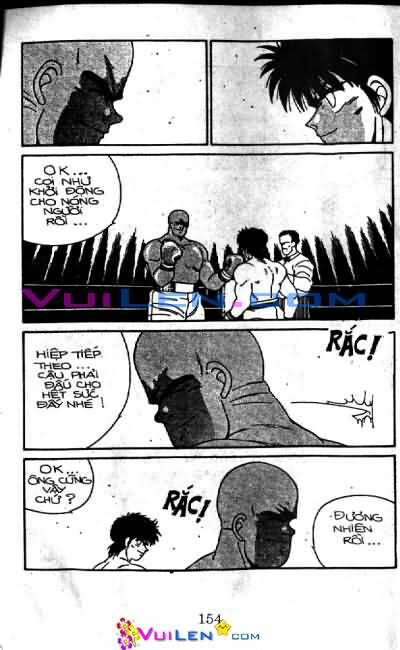 OK...
COI NHƯ
KHỞI ĐỘNG
CHO NÓNG
NGƯỜI
RỒI...
VUILEN.COM
RẮC!
HIỆP TIẾP
THEO...
CẬU PHẢI
ĐẤU CHO
HẾT SỨC
ĐẤY NHÉ!
OK...
ÔNG CŨNG
VẬY
CHỨ?
RẮC!
ĐƯƠNG
NHIÊN
RỒI...
154
VUILEN.COM